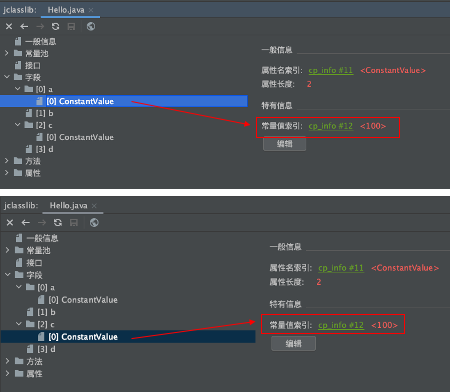 jclasslib: Hello.java ×
一般信息
常量池
接口
字段
[0] a
[0] ConstantValue
[1] b
[2] c
[0] ConstantValue
[3] d
方法
属性
一般信息
属性名索引: cp_info #11 <ConstantValue>
属性长度: 2
特有信息
常量值索引: cp_info #12 <100>
编辑
jclasslib: Hello.java ×
一般信息
常量池
接口
字段
[0] a
[0] ConstantValue
[1] b
[2] c
[0] ConstantValue
[3] d
方法
属性
一般信息
属性名索引: cp_info #11 <ConstantValue>
属性长度: 2
特有信息
常量值索引: cp_info #12 <100>
编辑